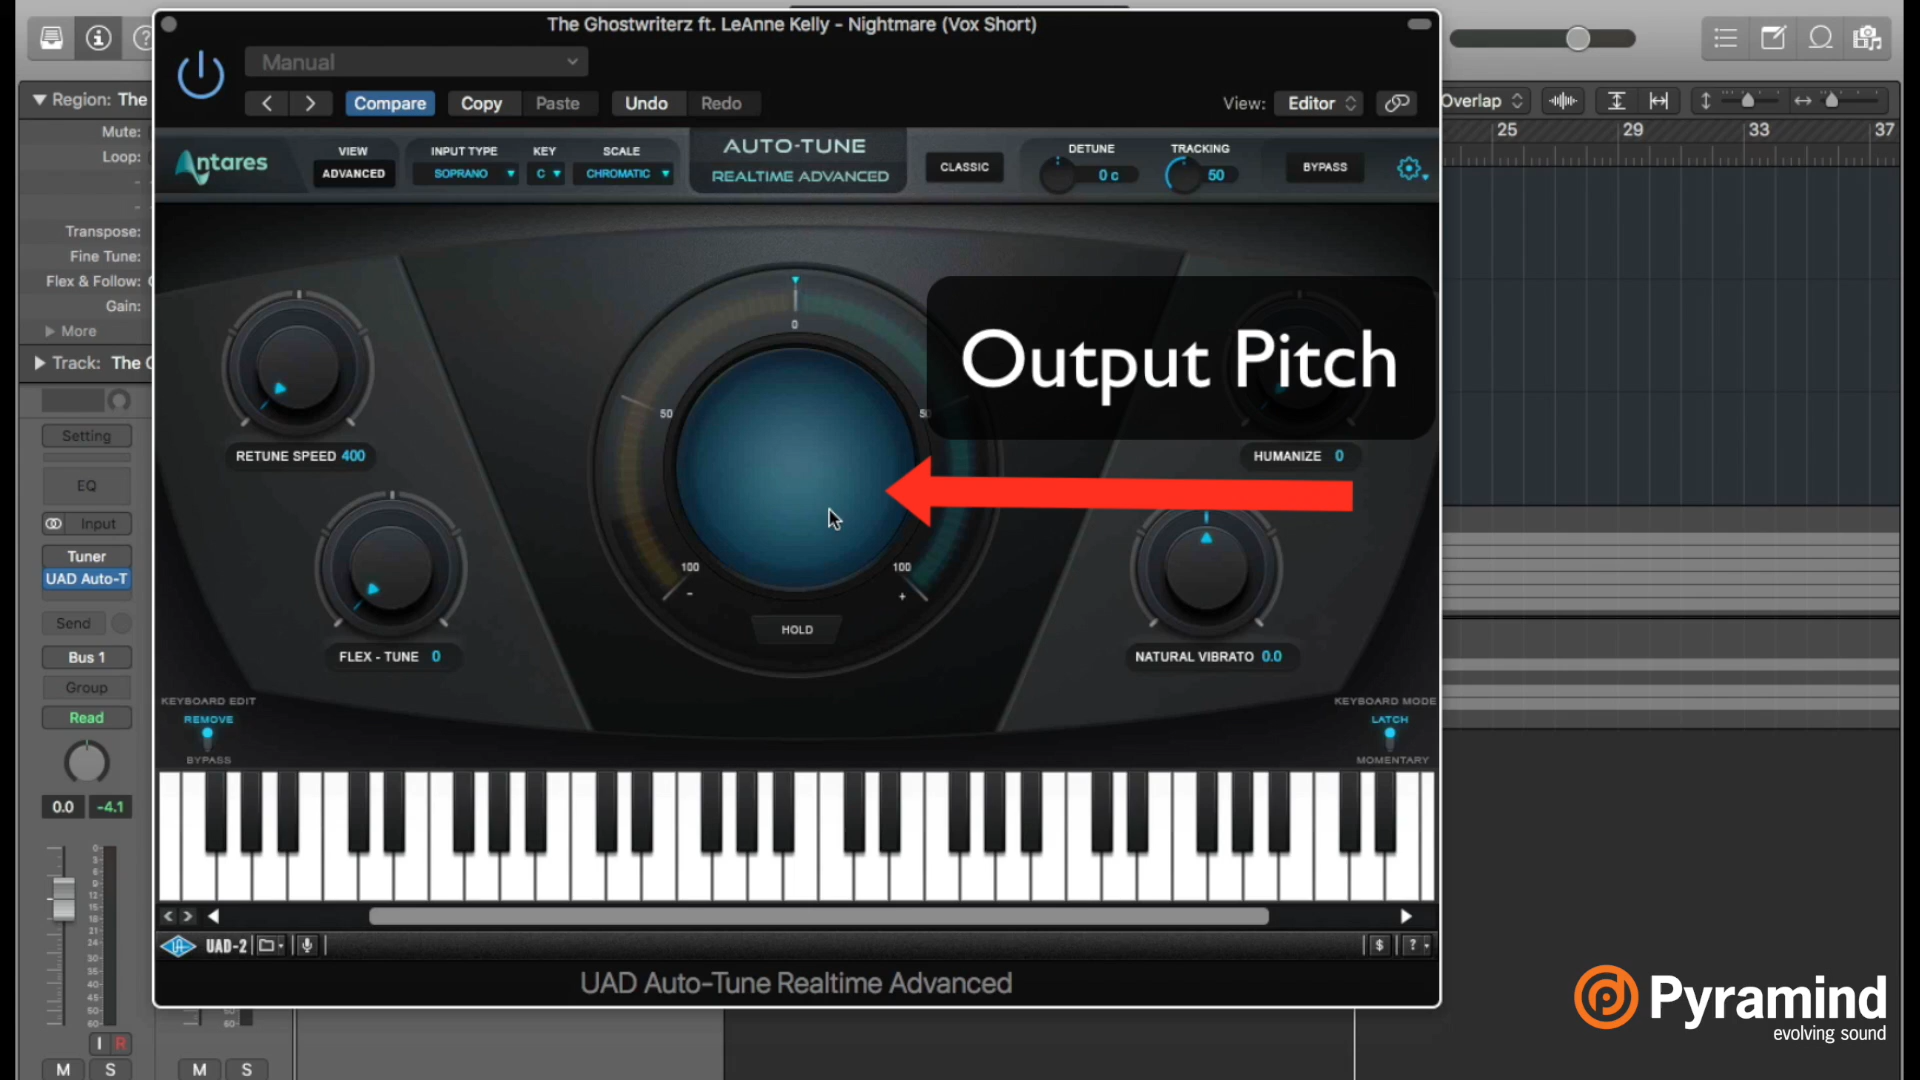 The Ghostwriterz ft. LeAnne Kelly - Nightmare (Vox Short)
Manual
Compare Copy Paste Undo Redo
View: Editor
Region: The
Mute:
Loop:
Transpose:
Fine Tune:
Flex & Follow:
Gain:
More
Track: The
Setting
EQ
Input
Tuner
UAD Auto-T
Send
Bus 1
Group
Read
0.0 -4.1
I R
M S M S
Overlap
25 29 33 37
Antares
VIEW
ADVANCED
INPUT TYPE
SOPRANO
KEY
C
SCALE
CHROMATIC
AUTO-TUNE
REALTIME ADVANCED
CLASSIC
DETUNE
0 c
TRACKING
50
BYPASS
Output Pitch
0
50 50
100 100
- +
HOLD
RETUNE SPEED 400
FLEX - TUNE 0
HUMANIZE 0
NATURAL VIBRATO 0.0
KEYBOARD EDIT
REMOVE
BYPASS
KEYBOARD MODE
LATCH
MOMENTARY
UAD-2
$ ?
UAD Auto-Tune Realtime Advanced
Pyramind
evolving sound